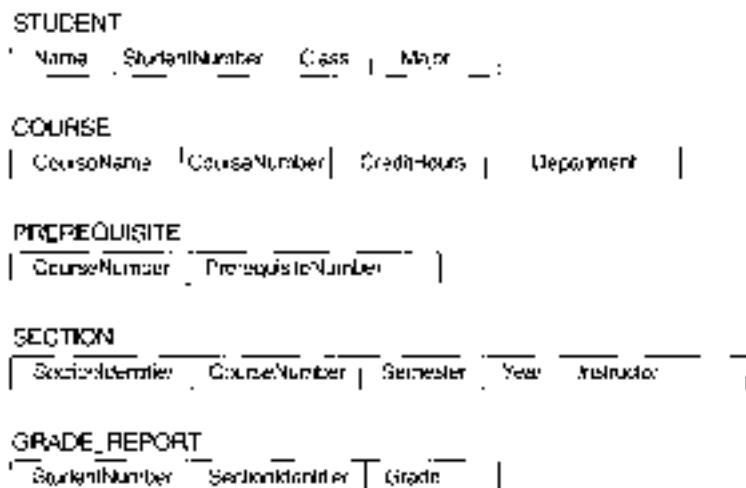 STUDENT
Name StudentNumber Class Major
COURSE
CourseName CourseNumber CreditHours Department
PREREQUISITE
CourseNumber PrerequisiteNumber
SECTION
SectionIdentifier CourseNumber Semester Year Instructor
GRADE_REPORT
StudentNumber SectionIdentifier Grade